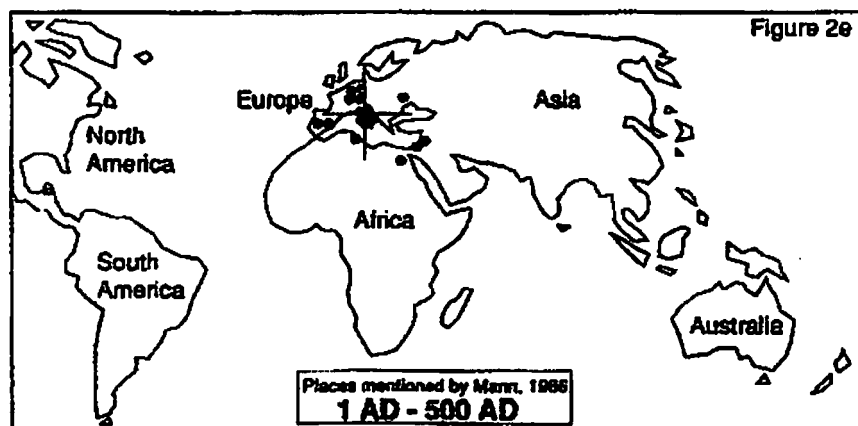 Figure 2e
Europe
Asia
North
America
Africa
South
America
Australia
Places mentioned by Mann, 1986
1 AD - 500 AD